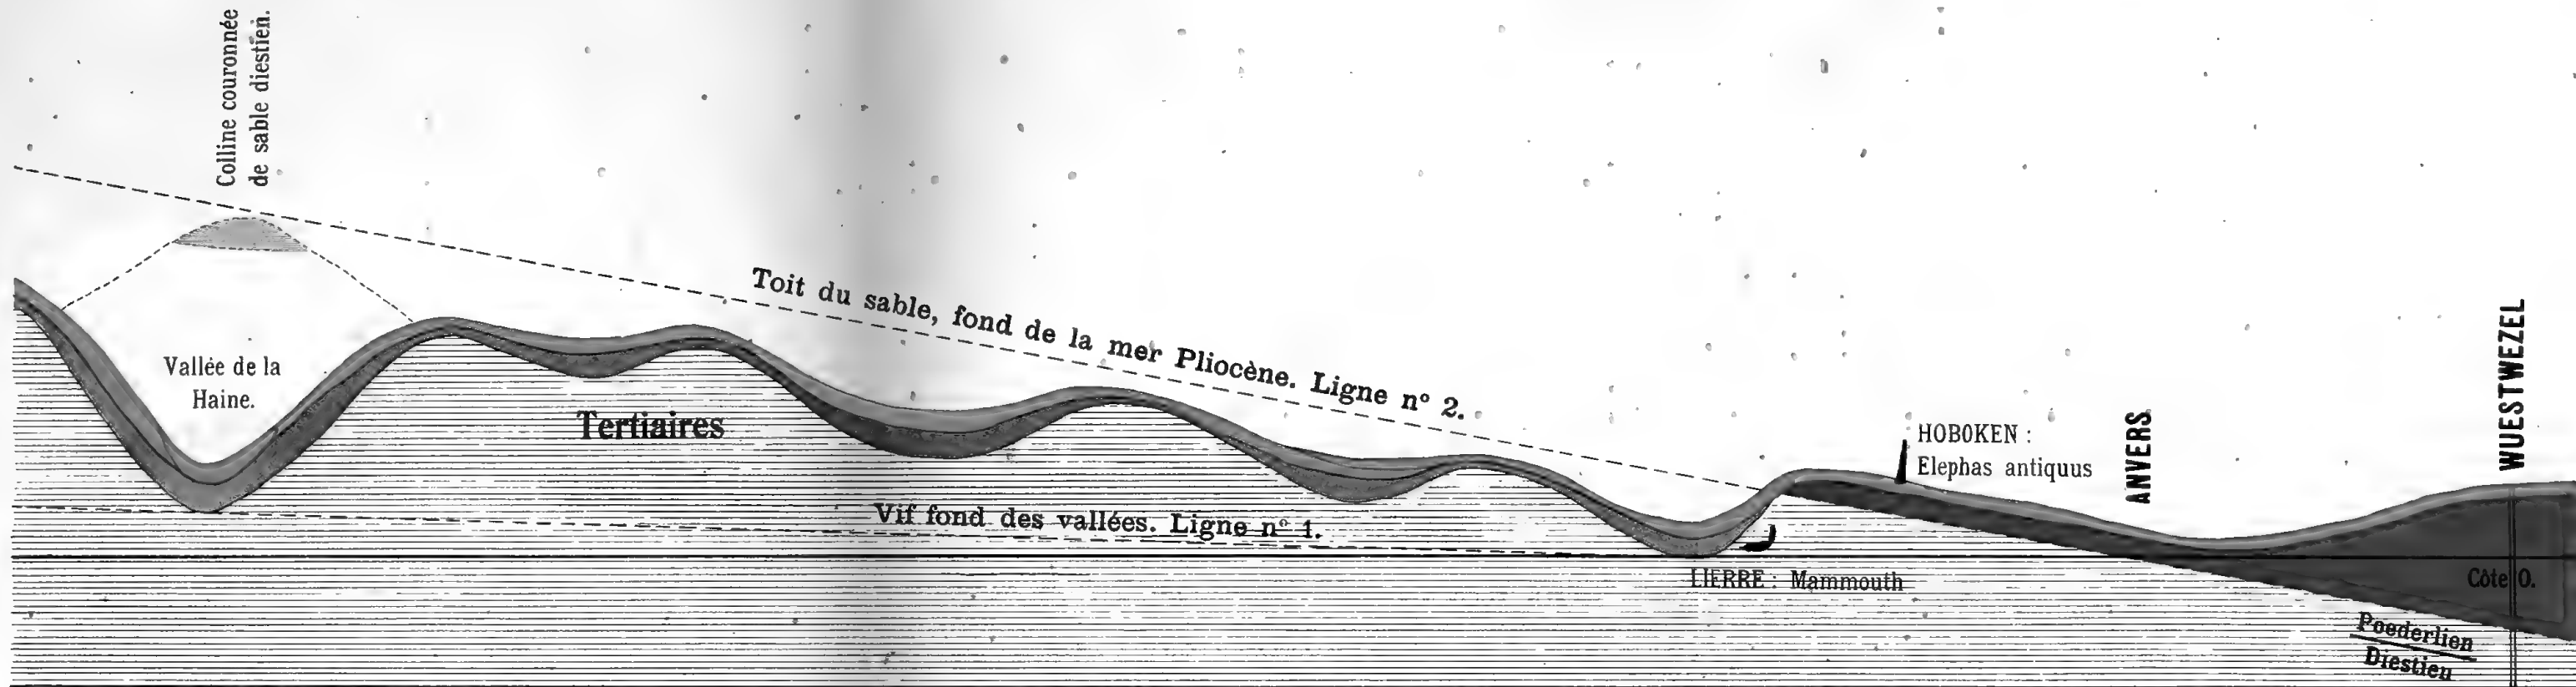 Colline couronnée
de sable diestien.
Vallée de la
Haine.
Tertiaires
Toit du sable, fond de la mer Pliocène. Ligne n° 2.
Vif fond des vallées. Ligne n° 1.
HOBOKEN :
Elephas antiquus
ANVERS
WUESTWEZEL
LIERRE : Mammouth
Côte O.
Poederlien
Diestien